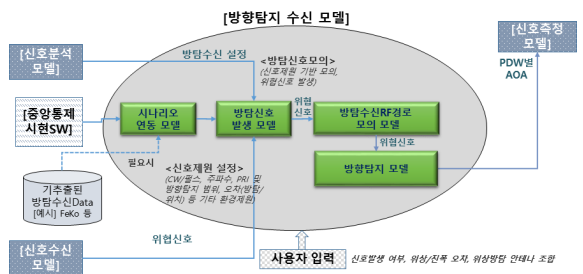 [방향탐지 수신 모델]
[신호분석
모델]
방탐수신 설정
<방탐신호모의>
(신호제원 기반 모의,
위협신호 발생)
[신호측정
모델]
PDW별
AOA
[중앙통제
시현SW]
시나리오
연동 모델
방탐신호
발생 모델
위협
신호
방탐수신RF경로
모의 모델
위협신호
방향탐지 모델
필요시
<신호제원 설정>
(CW/펄스, 주파수, PRI 및
방향탐지 범위, 오차(방탐/
위치) 등 기타 환경제원)
기추출된
방탐수신Data
[예시] FeKo 등
위협신호
[신호수신
모델]
사용자 입력
신호발생 여부, 위상/진폭 오차, 위상방탐 안테나 조합